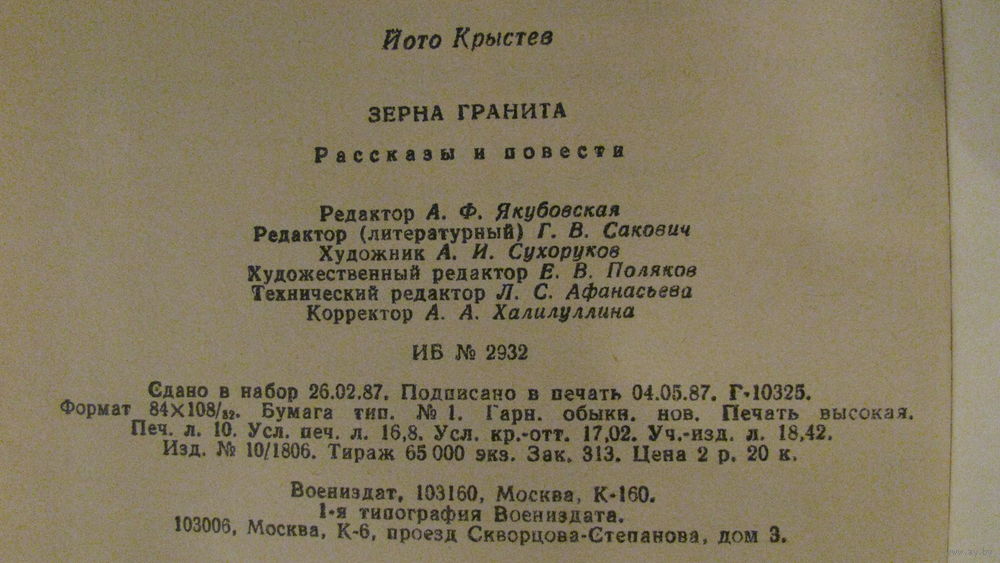 Йото Крыстев
ЗЕРНА ГРАНИТА
Рассказы и повести
Редактор А. Ф. Якубовская
Редактор (литературный) Г. В. Сакович
Художник А. И. Сухоруков
Художественный редактор Е. В. Поляков
Технический редактор Л. С. Афанасьева
Корректор А. А. Халилуллина
ИБ № 2932
Сдано в набор 26.02.87. Подписано в печать 04.05.87. Г-10325.
Формат 84×108/32. Бумага тип. № 1. Гарн. обыкн. нов. Печать высокая.
Печ. л. 10. Усл. печ. л. 16,8. Усл. кр.-отт. 17,02. Уч.-изд. л. 18,42.
Изд. № 10/1806. Тираж 65 000 экз. Зак. 313. Цена 2 р. 20 к.
Воениздат, 103160, Москва, К-160.
1-я типография Воениздата.
103006, Москва, К-6, проезд Скворцова-Степанова, дом 3.
www.ay.by